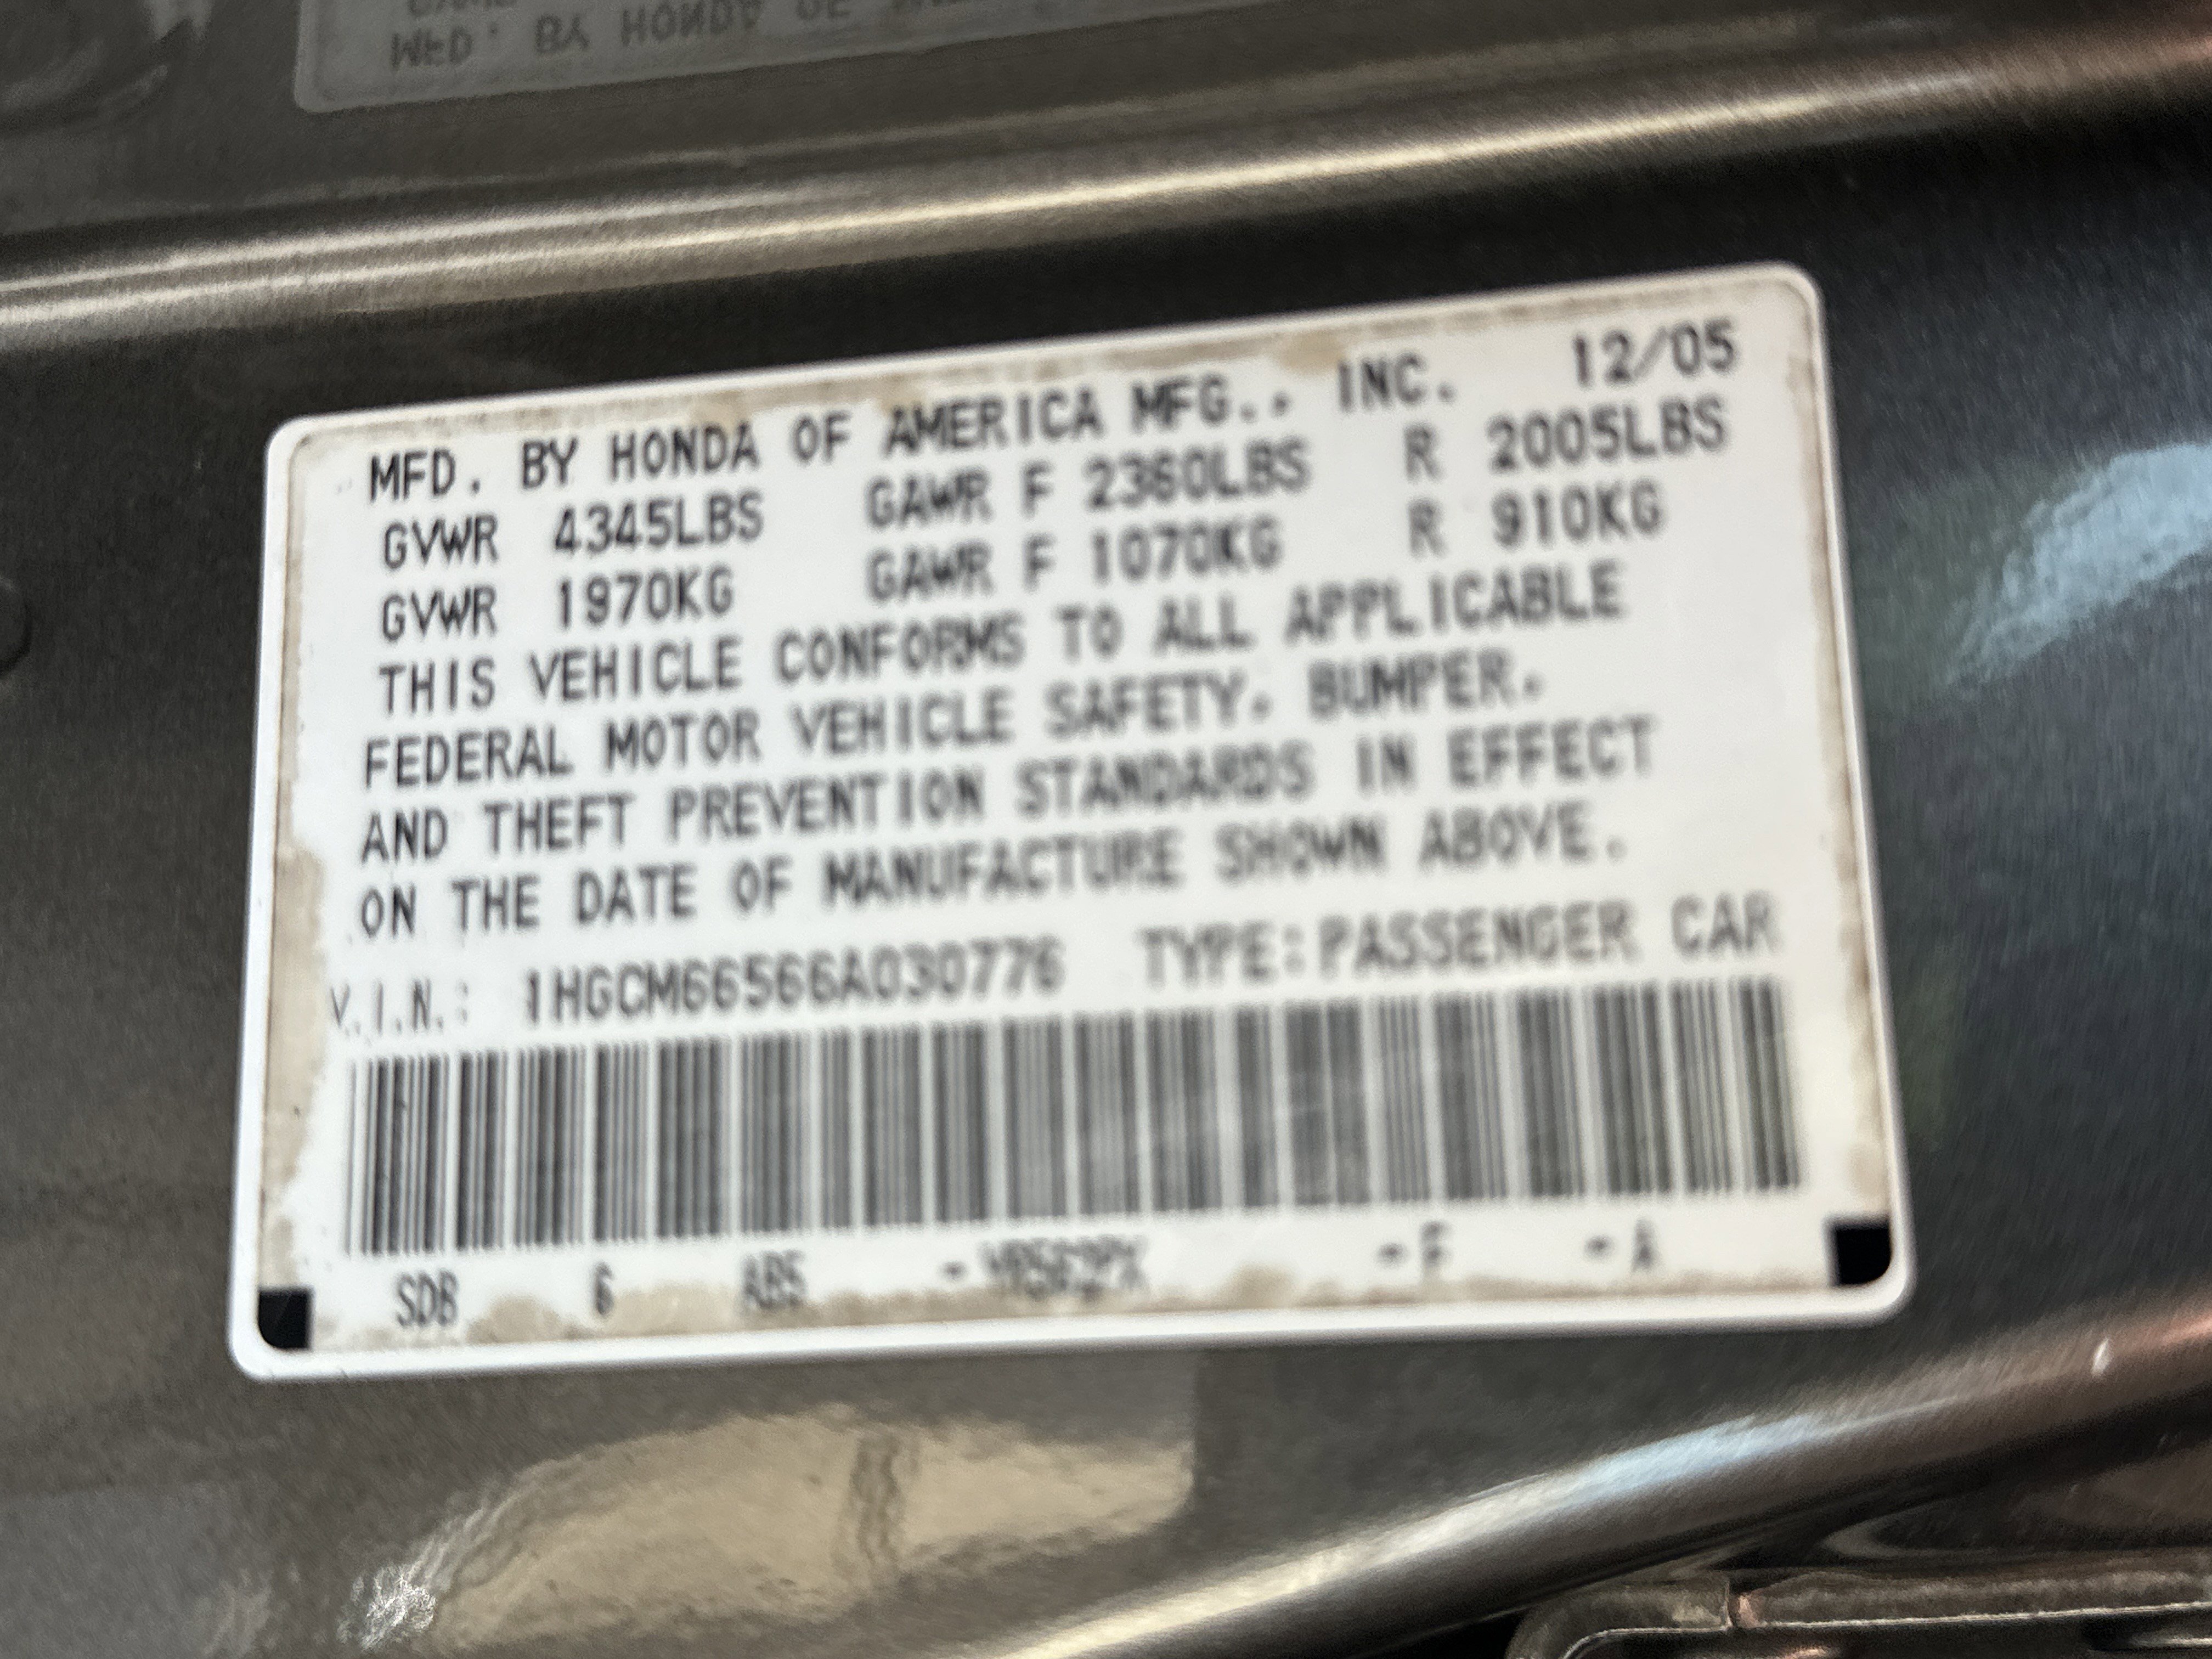 MFD. BY HONDA OF AMERICA MFG., INC. 12/05
GVWR 4345LBS GAWR F 2360LBS R 2005LBS
GVWR 1970KG GAWR F 1070KG R 910KG
THIS VEHICLE CONFORMS TO ALL APPLICABLE
FEDERAL MOTOR VEHICLE SAFETY, BUMPER,
AND THEFT PREVENTION STANDARDS IN EFFECT
ON THE DATE OF MANUFACTURE SHOWN ABOVE.
V.I.N.: 1HGCM66566A030776 TYPE:PASSENGER CAR
SDB 6 ABS - -F -A